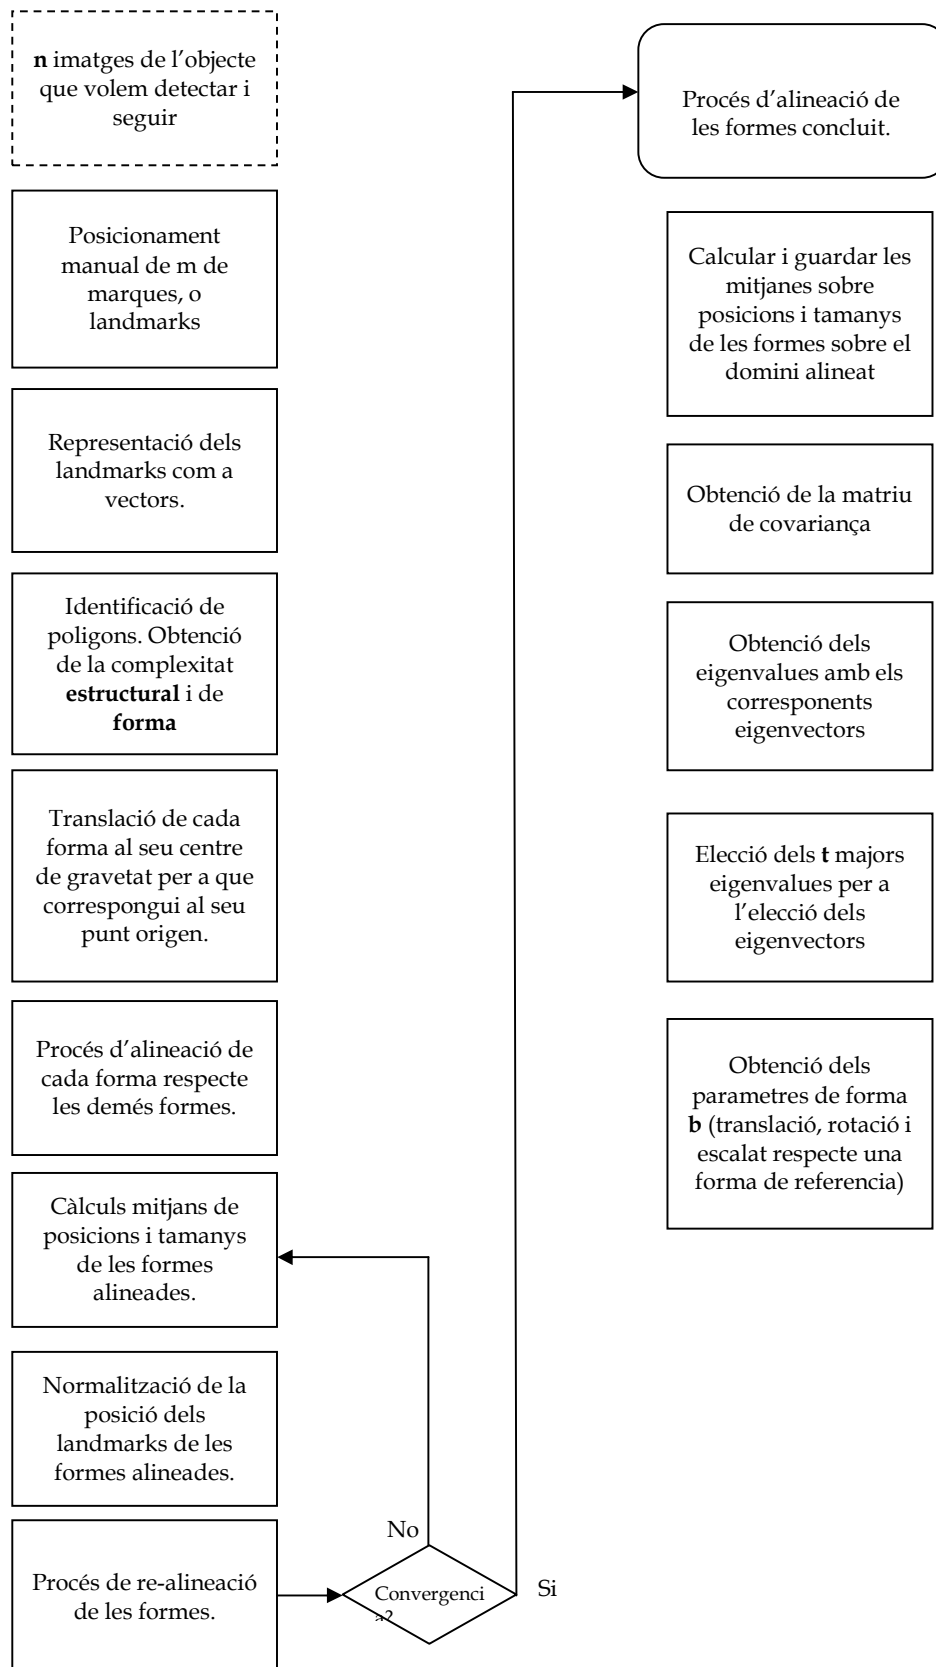 n imatges de l’objecte
que volem detectar i
seguir
Posicionament
manual de m de
marques, o
landmarks
Representació dels
landmarks com a
vectors.
Identificació de
poligons. Obtenció
de la complexitat
estructural i de
forma
Translació de cada
forma al seu centre
de gravetat per a que
correspongui al seu
punt origen.
Procés d’alineació de
cada forma respecte
les demés formes.
Càlculs mitjans de
posicions i tamanys
de les formes
alineades.
Normalització de la
posició dels
landmarks de les
formes alineades.
Procés de re-alineació
de les formes.
No
Convergenci
a?
Si
Procés d’alineació de
les formes concluit.
Calcular i guardar les
mitjanes sobre
posicions i tamanys
de les formes sobre el
domini alineat
Obtenció de la matriu
de covariança
Obtenció dels
eigenvalues amb els
corresponents
eigenvectors
Elecció dels t majors
eigenvalues per a
l’elecció dels
eigenvectors
Obtenció dels
parametres de forma
b (translació, rotació i
escalat respecte una
forma de referencia)